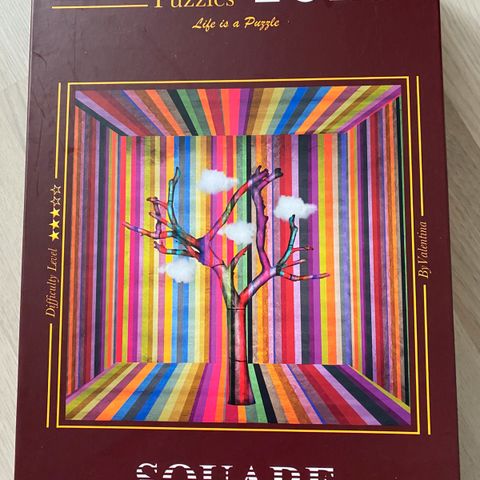 Puzzles
Life is a Puzzle
Difficulty Level ★★★☆☆
By Valentina
SQUARE